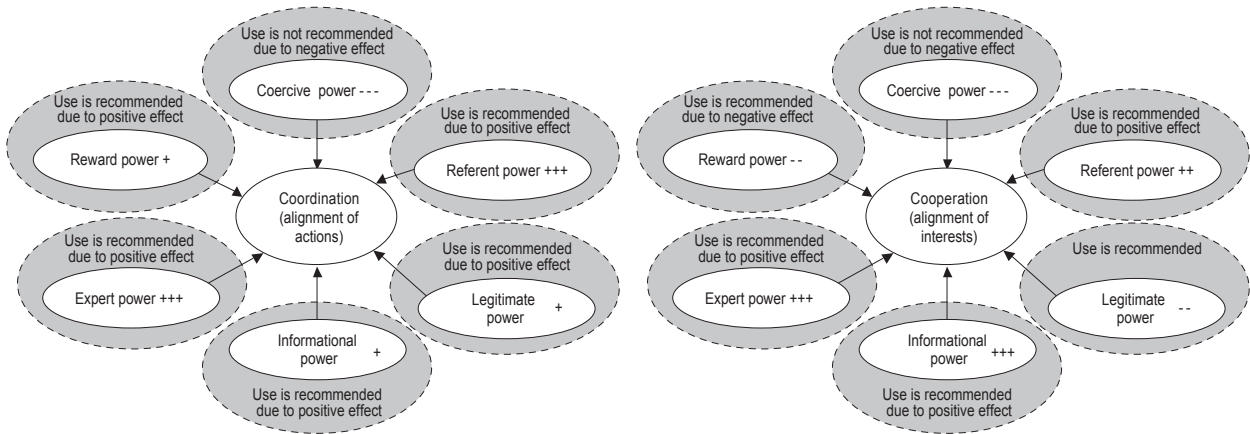 Use is not recommended
due to negative effect
Coercive power ---
Use is recommended
due to positive effect
Reward power +
Use is recommended
due to positive effect
Referent power +++
Coordination
(alignment of
actions)
Use is recommended
due to positive effect
Expert power +++
Use is recommended
due to positive effect
Legitimate
power +
Informational
power +
Use is recommended
due to positive effect
Use is not recommended
due to negative effect
Coercive power ---
Use is recommended
due to negative effect
Reward power --
Use is recommended
due to positive effect
Referent power ++
Cooperation
(alignment of
interests)
Use is recommended
due to positive effect
Expert power +++
Use is recommended
Legitimate
power --
Informational
power +++
Use is recommended
due to positive effect